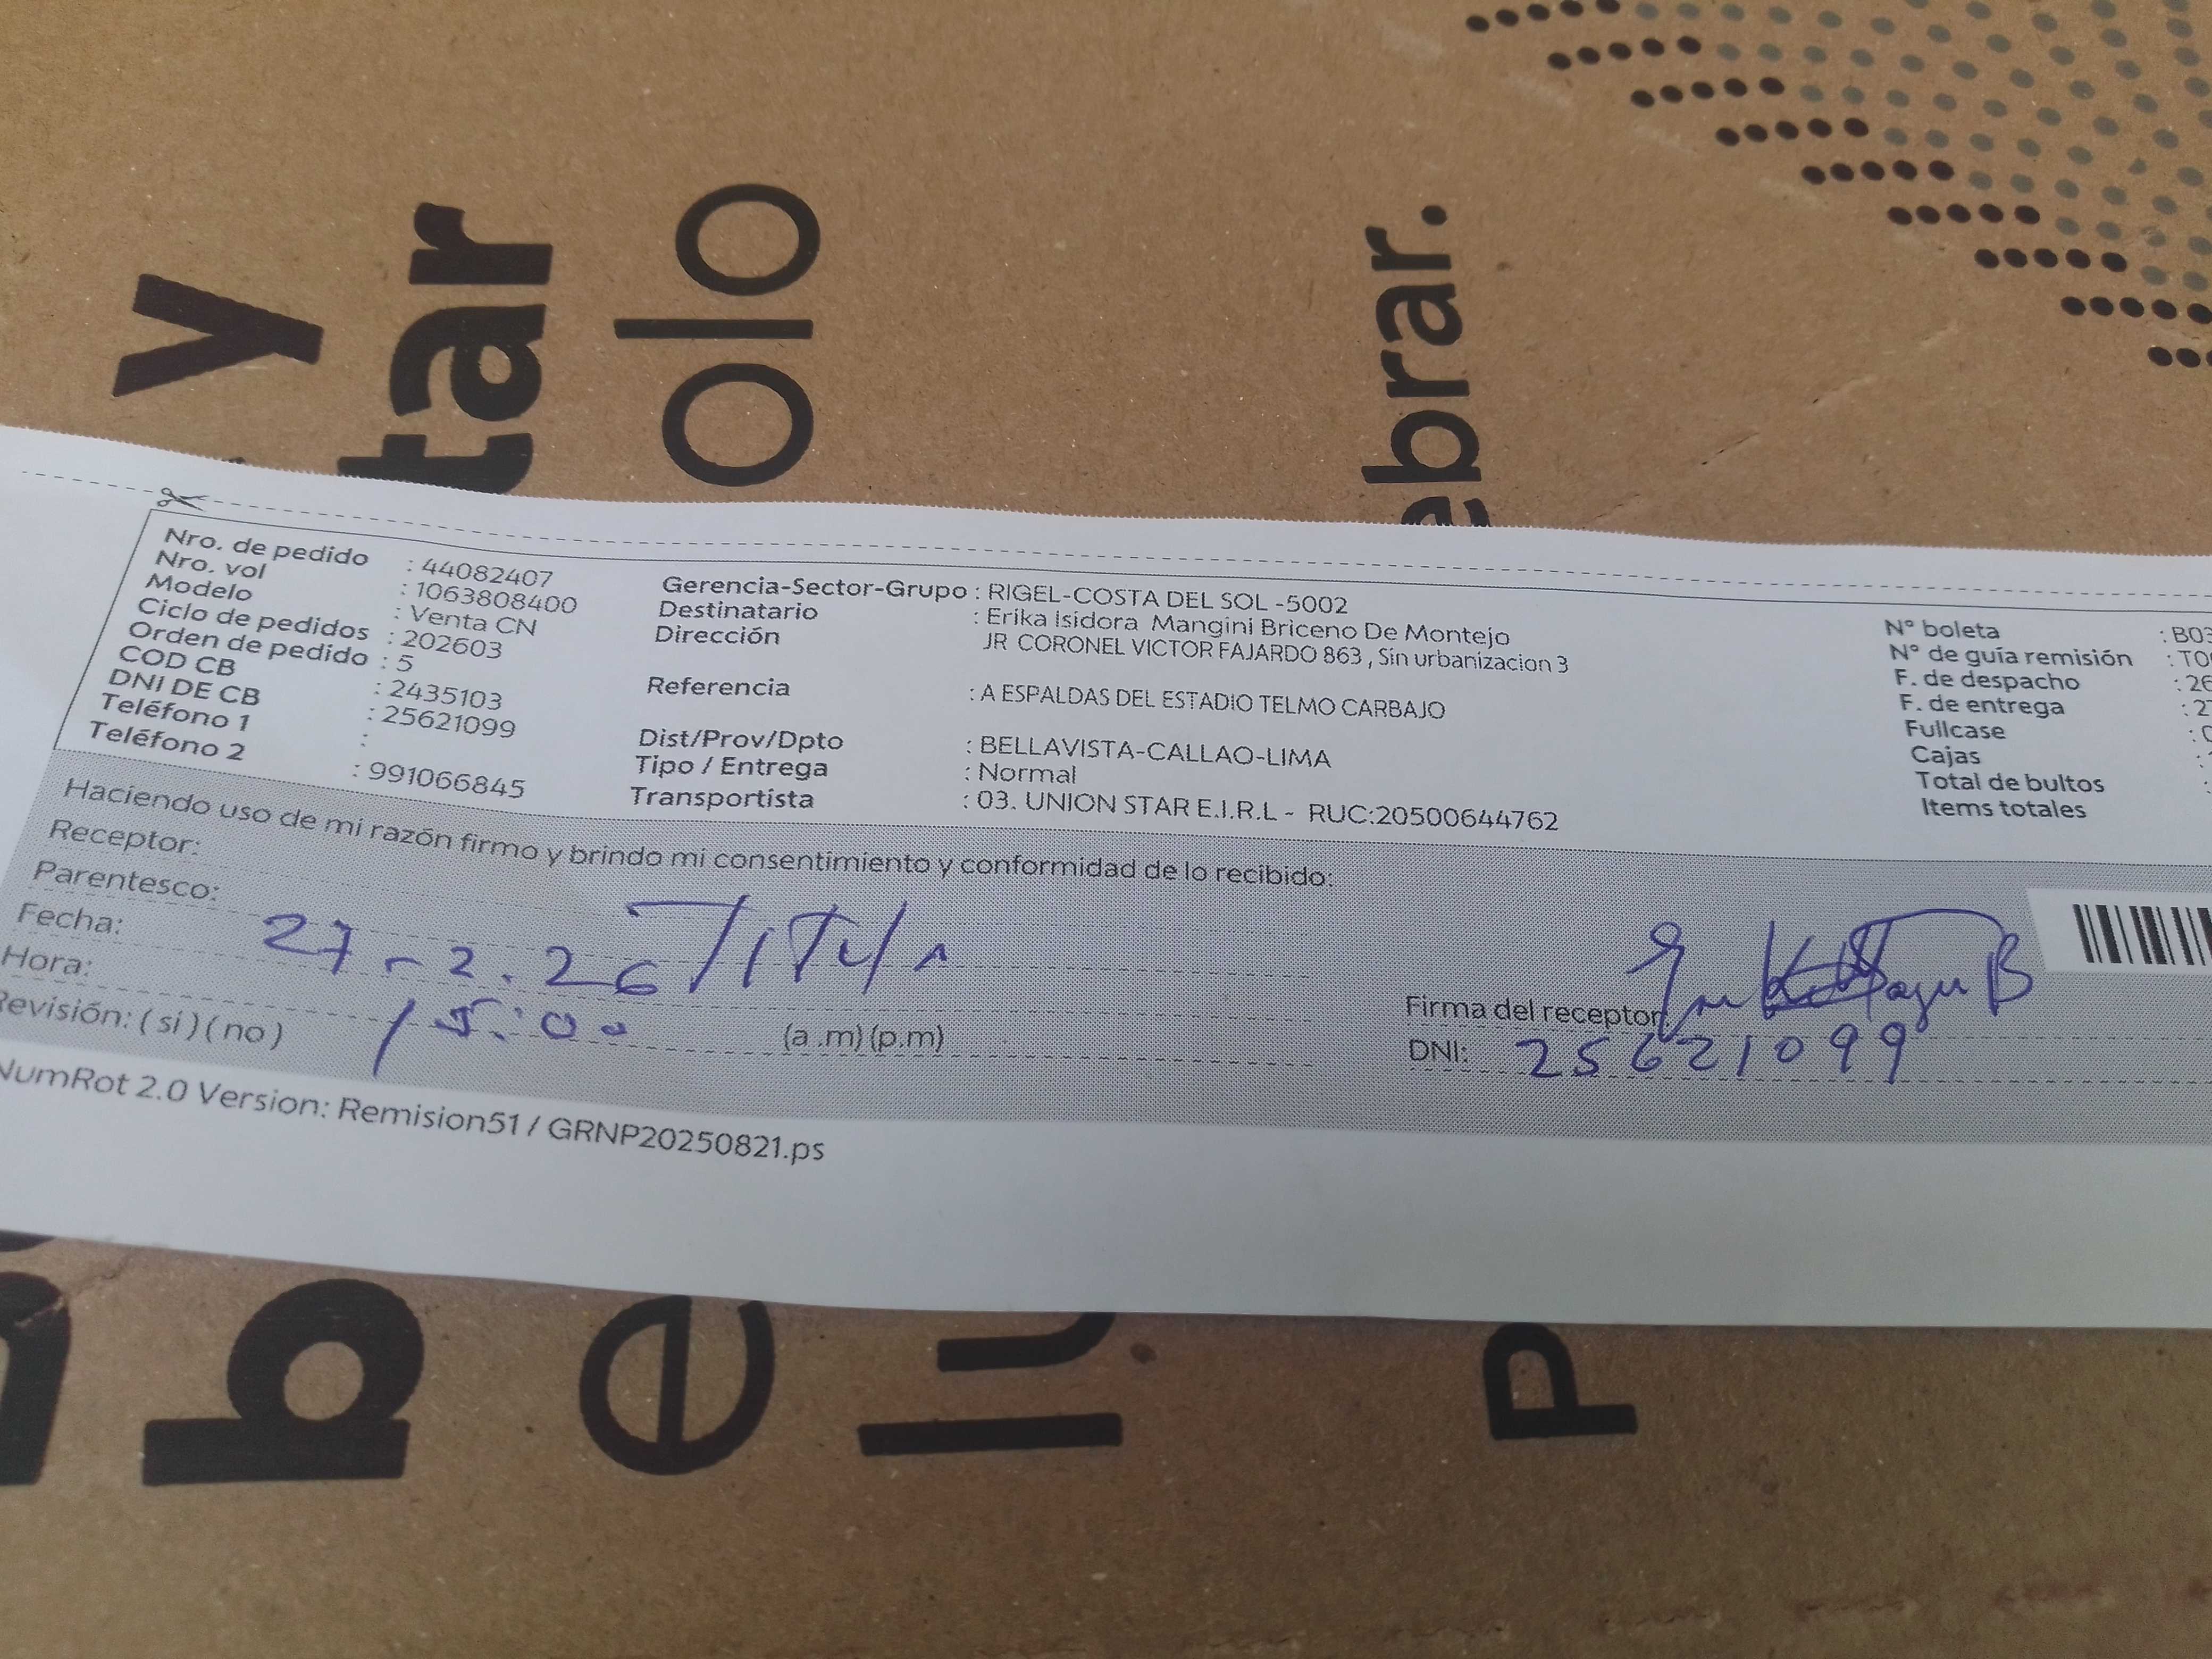 y
tar
olo
ebrar.
Nro. de pedido : 44082407
Nro. vol : 1063808400
Modelo : Venta CN
Ciclo de pedidos : 202603
Orden de pedido : 5
COD CB : 2435103
DNI DE CB : 25621099
Teléfono 1 :
Teléfono 2 : 991066845
Gerencia-Sector-Grupo : RIGEL-COSTA DEL SOL -5002
Destinatario : Erika Isidora Mangini Briceno De Montejo
Dirección JR CORONEL VICTOR FAJARDO 863 , Sin urbanizacion 3
Referencia : A ESPALDAS DEL ESTADIO TELMO CARBAJO
Dist/Prov/Dpto : BELLAVISTA-CALLAO-LIMA
Tipo / Entrega : Normal
Transportista : 03. UNION STAR E.I.R.L - RUC:20500644762
N° boleta : B03
N° de guía remisión : T0
F. de despacho : 26
F. de entrega : 2
Fullcase :
Cajas :
Total de bultos :
Items totales
Haciendo uso de mi razón firmo y brindo mi consentimiento y conformidad de lo recibido:
Receptor:
Parentesco: TITULA
Fecha: 27-2.26
Hora: 15:00 (a .m) (p.m)
Revisión: ( si ) ( no )
Firma del receptor:
DNI: 25621099
NumRot 2.0 Version: Remision51 / GRNP20250821.ps
b
e
lu
P